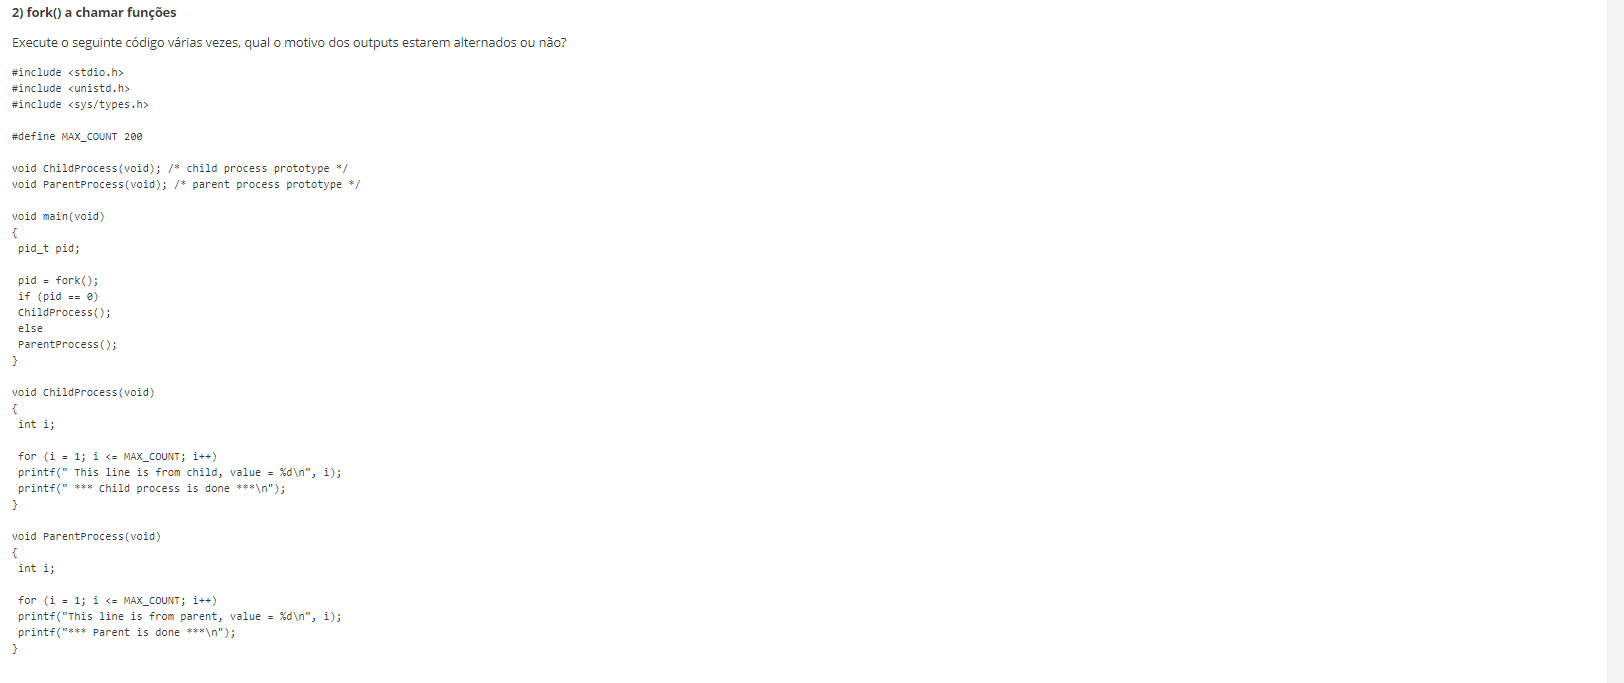 2) fork() a chamar funções
Execute o seguinte código várias vezes, qual o motivo dos outputs estarem alternados ou não?
#include <stdio.h>
#include <unistd.h>
#include <sys/types.h>
#define MAX_COUNT 200
void ChildProcess(void); /* child process prototype */
void ParentProcess(void); /* parent process prototype */
void main(void)
{
pid_t pid;
pid = fork();
if (pid == 0)
ChildProcess();
else
ParentProcess();
}
void ChildProcess(void)
{
int i;
for (i = 1; i <= MAX_COUNT; i++)
printf(" This line is from child, value = %d\n", i);
printf(" *** Child process is done ***\n");
}
void ParentProcess(void)
{
int i;
for (i = 1; i <= MAX_COUNT; i++)
printf("This line is from parent, value = %d\n", i);
printf("*** Parent is done ***\n");
}